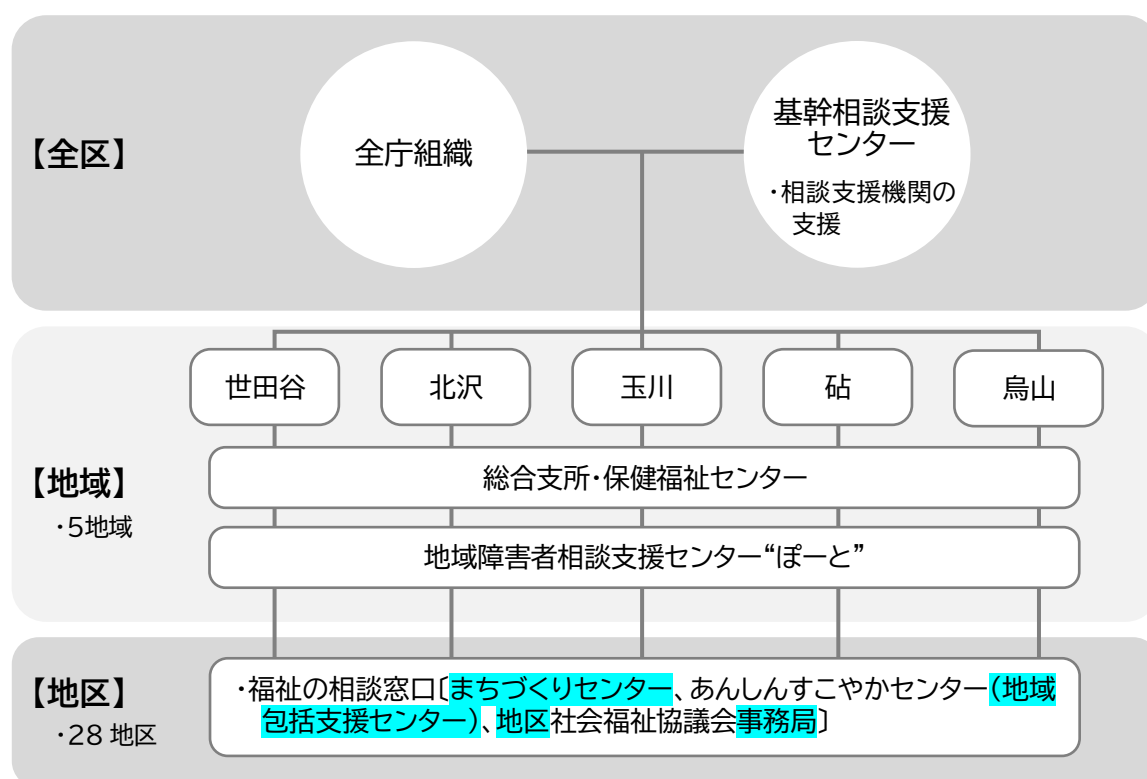 【全区】
全庁組織
基幹相談支援
センター
・相談支援機関の
支援
世田谷
北沢
玉川
砧
烏山
【地域】
・5地域
総合支所・保健福祉センター
地域障害者相談支援センター“ぽーと”
【地区】
・28 地区
・福祉の相談窓口〔まちづくりセンター、あんしんすこやかセンター(地域
包括支援センター)、地区社会福祉協議会事務局〕